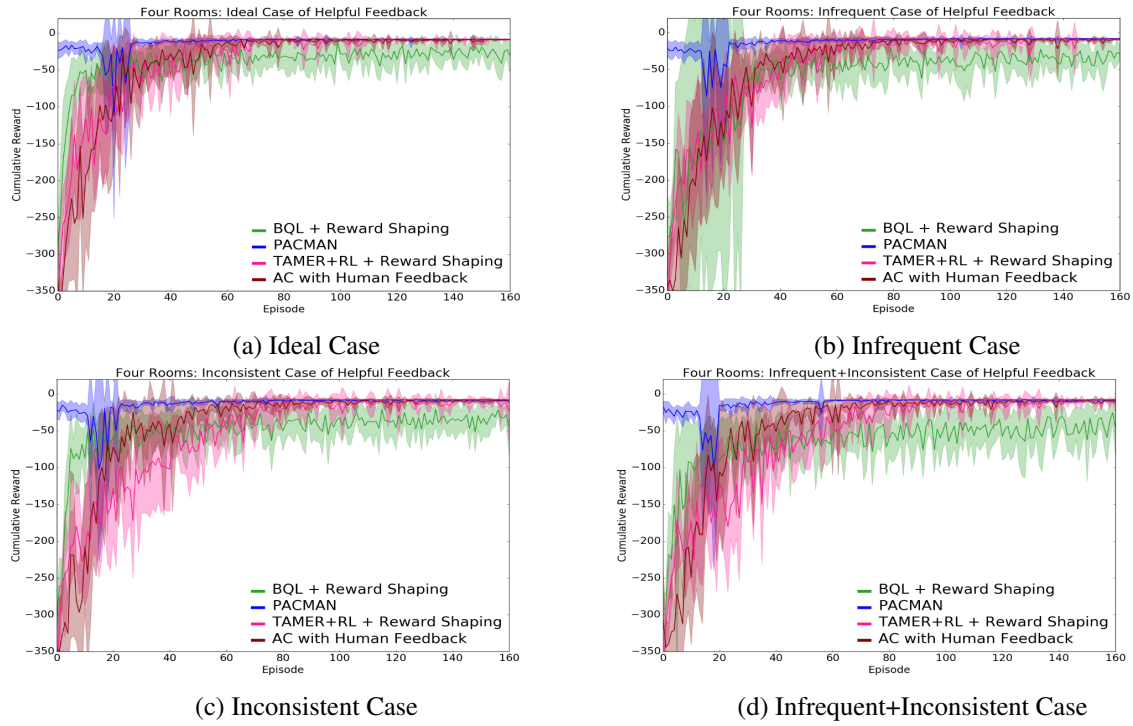 Four Rooms: Ideal Case of Helpful Feedback
0
−50
−100
−150
−200
−250
−300
−350
Cumulative Reward
0 20 40 60 80 100 120 140 160
Episode
BQL + Reward Shaping
PACMAN
TAMER+RL + Reward Shaping
AC with Human Feedback
(a) Ideal Case
Four Rooms: Infrequent Case of Helpful Feedback
0
−50
−100
−150
−200
−250
−300
−350
Cumulative Reward
0 20 40 60 80 100 120 140 160
Episode
BQL + Reward Shaping
PACMAN
TAMER+RL + Reward Shaping
AC with Human Feedback
(b) Infrequent Case
Four Rooms: Inconsistent Case of Helpful Feedback
0
−50
−100
−150
−200
−250
−300
−350
Cumulative Reward
0 20 40 60 80 100 120 140 160
Episode
BQL + Reward Shaping
PACMAN
TAMER+RL + Reward Shaping
AC with Human Feedback
(c) Inconsistent Case
Four Rooms: Infrequent+Inconsistent Case of Helpful Feedback
0
−50
−100
−150
−200
−250
−300
−350
Cumulative Reward
0 20 40 60 80 100 120 140 160
Episode
BQL + Reward Shaping
PACMAN
TAMER+RL + Reward Shaping
AC with Human Feedback
(d) Infrequent+Inconsistent Case